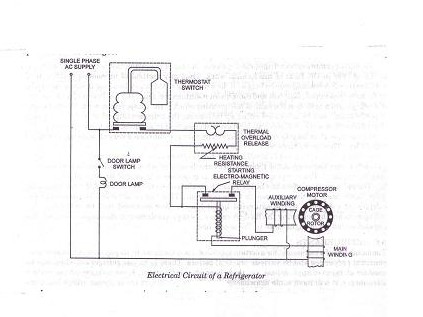 SINGLE PHASE
AC SUPPLY
THERMOSTAT
SWITCH
THERMAL
OVERLOAD
RELEASE
DOOR LAMP
SWITCH
HEATING
RESISTANCE
STARTING
ELECTRO-MAGNETIC
RELAY
DOOR LAMP
AUXILIARY
WINDING
COMPRESSOR
MOTOR
CAGE
ROTOR
PLUNGER
MAIN
WINDING
Electrical Circuit of a Refrigerator